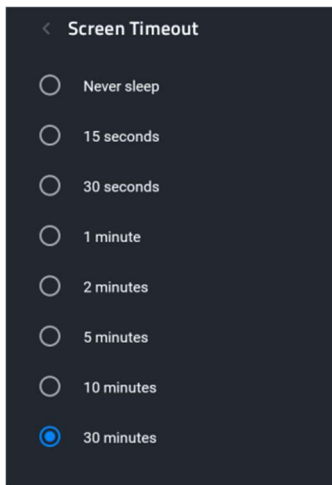 Screen Timeout
Never sleep
15 seconds
30 seconds
1 minute
2 minutes
5 minutes
10 minutes
30 minutes